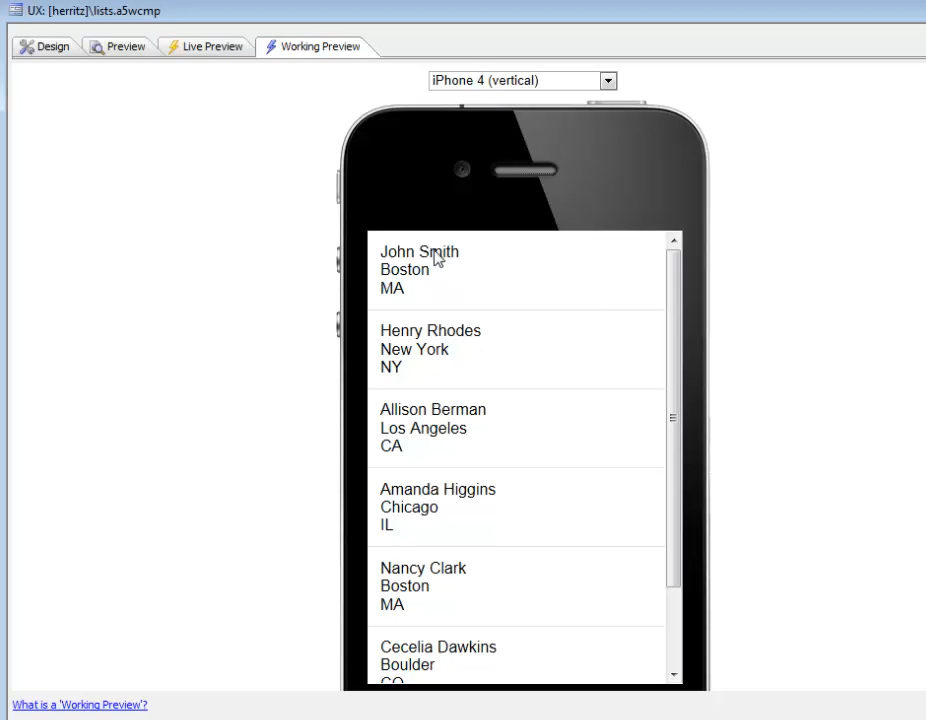 UX: [herritz]\lists.a5wcmp
Design Preview Live Preview Working Preview
iPhone 4 (vertical)
John Smith
Boston
MA
Henry Rhodes
New York
NY
Allison Berman
Los Angeles
CA
Amanda Higgins
Chicago
IL
Nancy Clark
Boston
MA
Cecelia Dawkins
Boulder
CO
What is a 'Working Preview'?